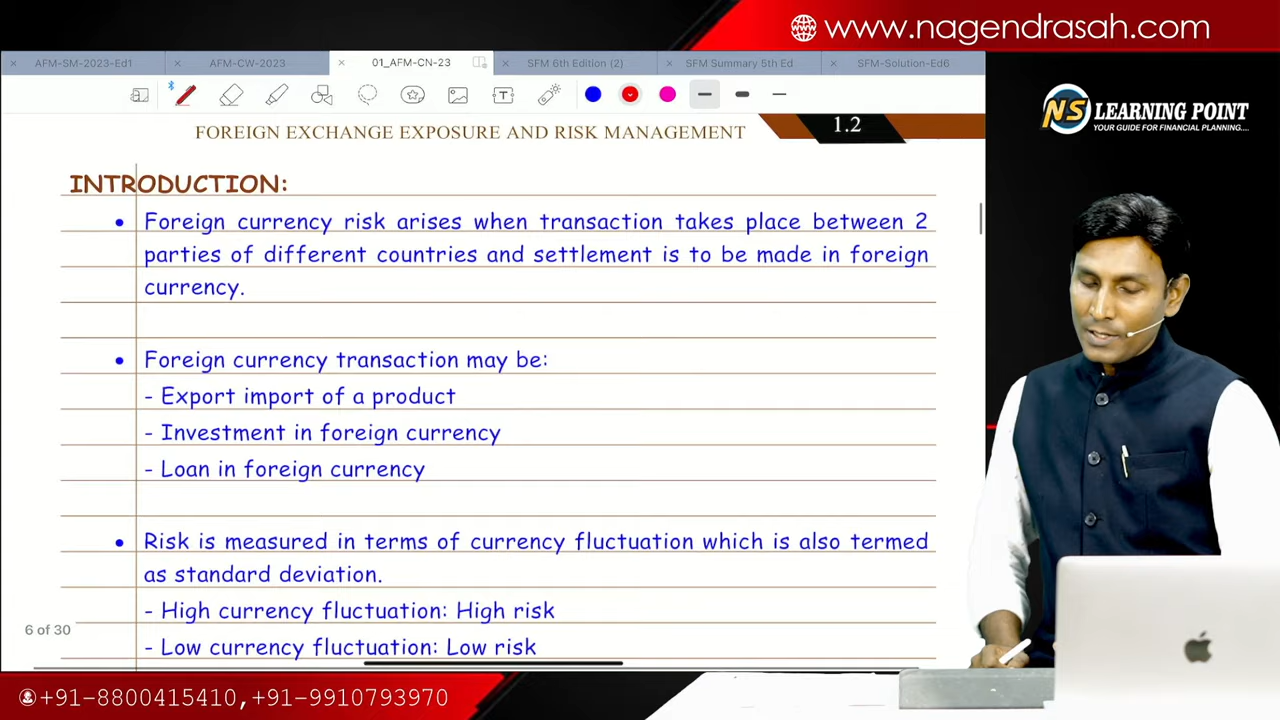 www.nagendrasah.com
AFM-SM-2023-Ed1
AFM-CW-2023
01_AFM-CN-23
SFM 6th Edition (2)
SFM Summary 5th Ed
SFM-Solution-Ed6
FOREIGN EXCHANGE EXPOSURE AND RISK MANAGEMENT
1.2
NS LEARNING POINT
YOUR GUIDE FOR FINANCIAL PLANNING....
INTRODUCTION:
• Foreign currency risk arises when transaction takes place between 2
parties of different countries and settlement is to be made in foreign
currency.
• Foreign currency transaction may be:
- Export import of a product
- Investment in foreign currency
- Loan in foreign currency
• Risk is measured in terms of currency fluctuation which is also termed
as standard deviation.
- High currency fluctuation: High risk
- Low currency fluctuation: Low risk
6 of 30
+91-8800415410,+91-9910793970